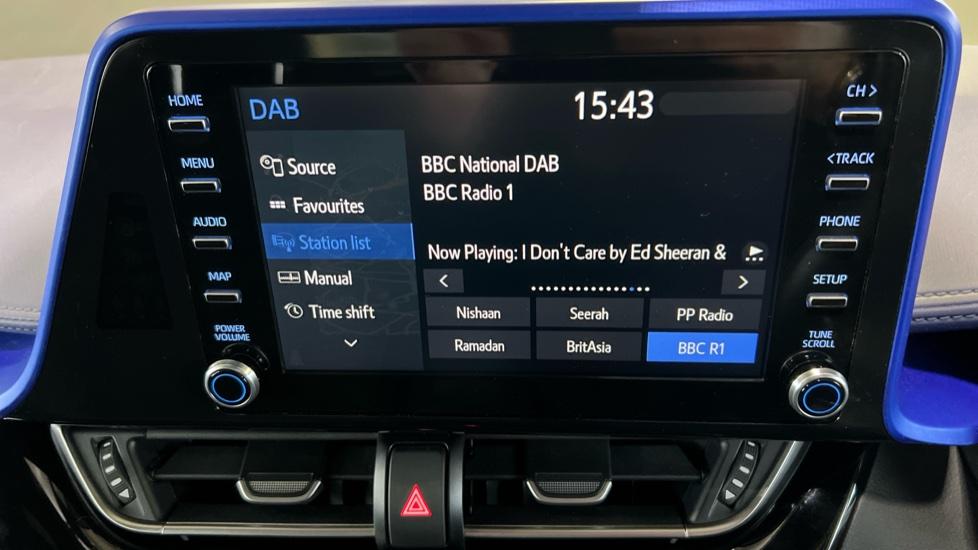 HOME
MENU
AUDIO
MAP
POWER
VOLUME
DAB
15:43
Source
Favourites
Station list
Manual
Time shift
BBC National DAB
BBC Radio 1
Now Playing: I Don't Care by Ed Sheeran &
Nishaan
Seerah
PP Radio
Ramadan
BritAsia
BBC R1
CH >
< TRACK
PHONE
SETUP
TUNE
SCROLL